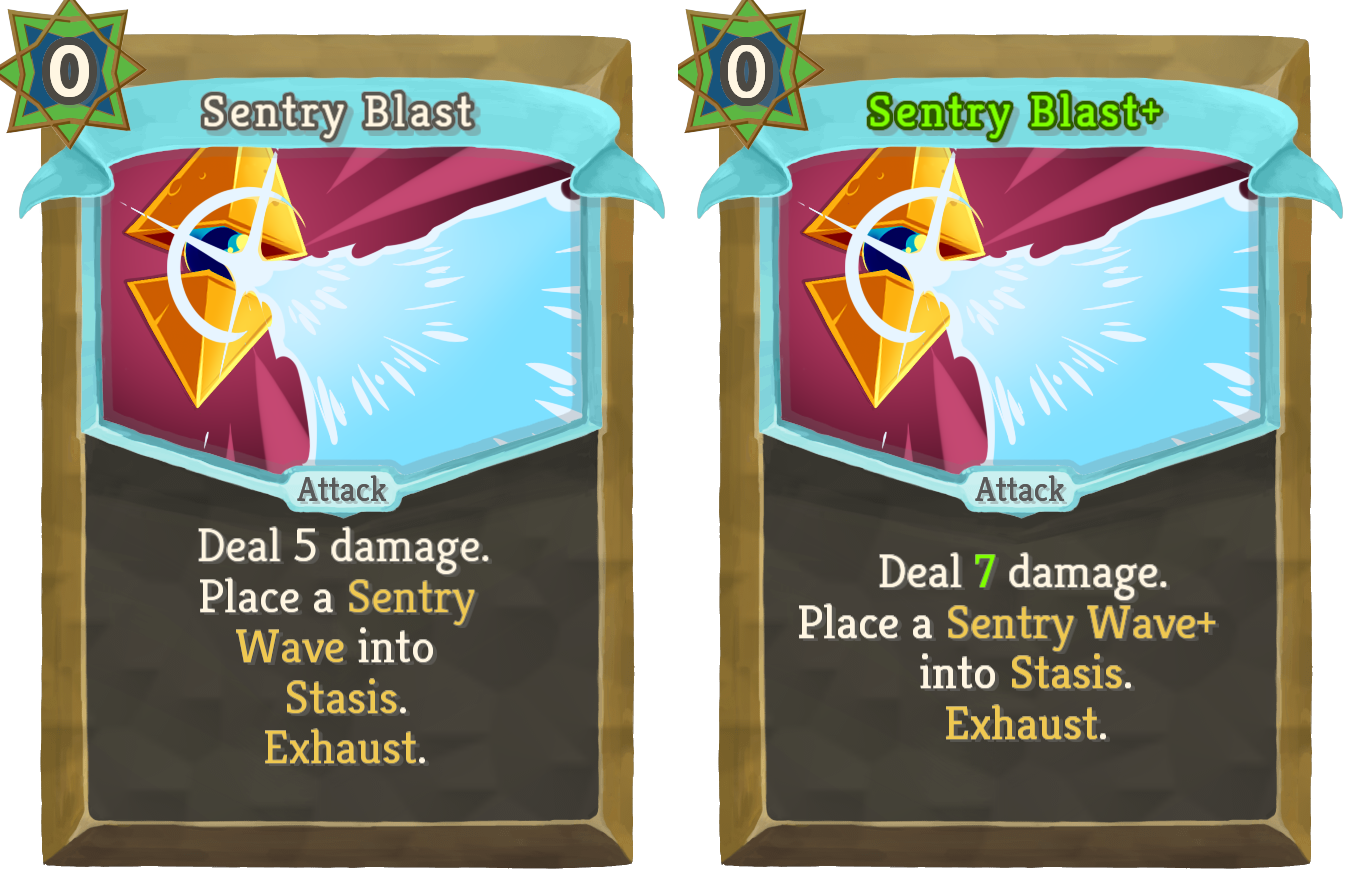 0
Sentry Blast
Attack
Deal 5 damage.
Place a Sentry
Wave into
Stasis.
Exhaust.
0
Sentry Blast+
Attack
Deal 7 damage.
Place a Sentry Wave+
into Stasis.
Exhaust.